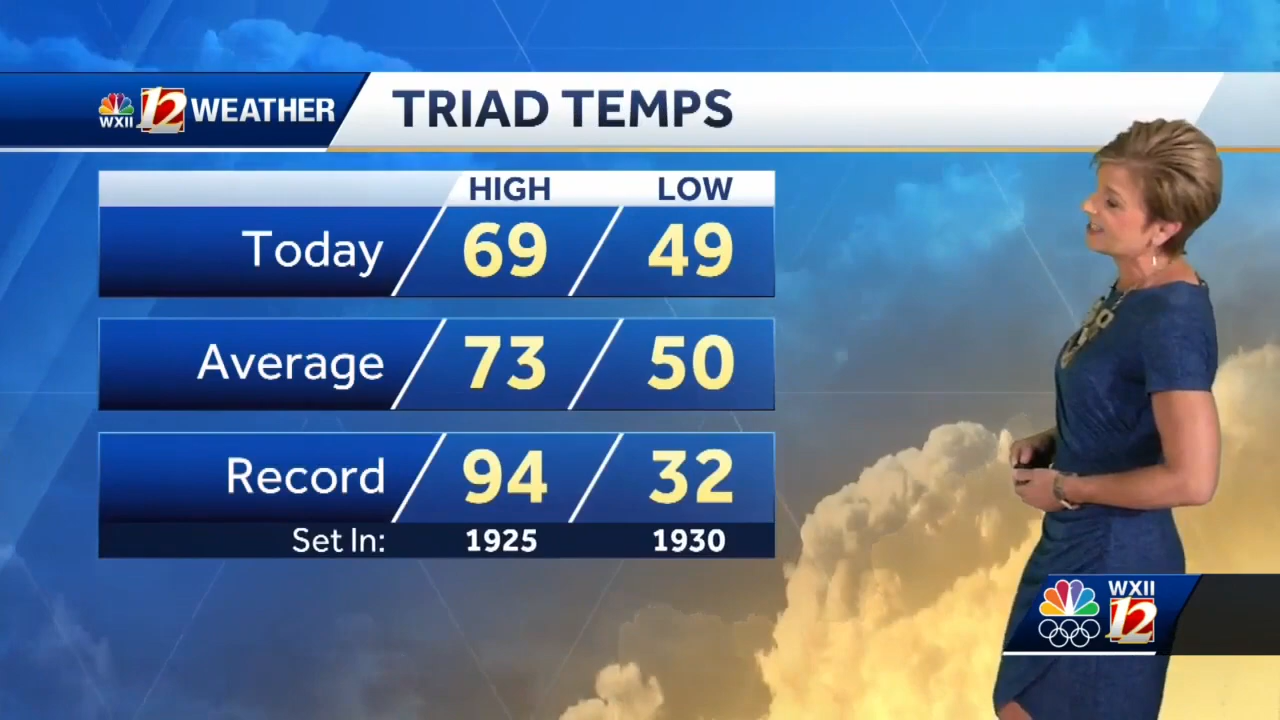 WXII 12 WEATHER
TRIAD TEMPS
HIGH LOW
Today 69 49
Average 73 50
Record 94 32
Set In: 1925 1930
WXII
12